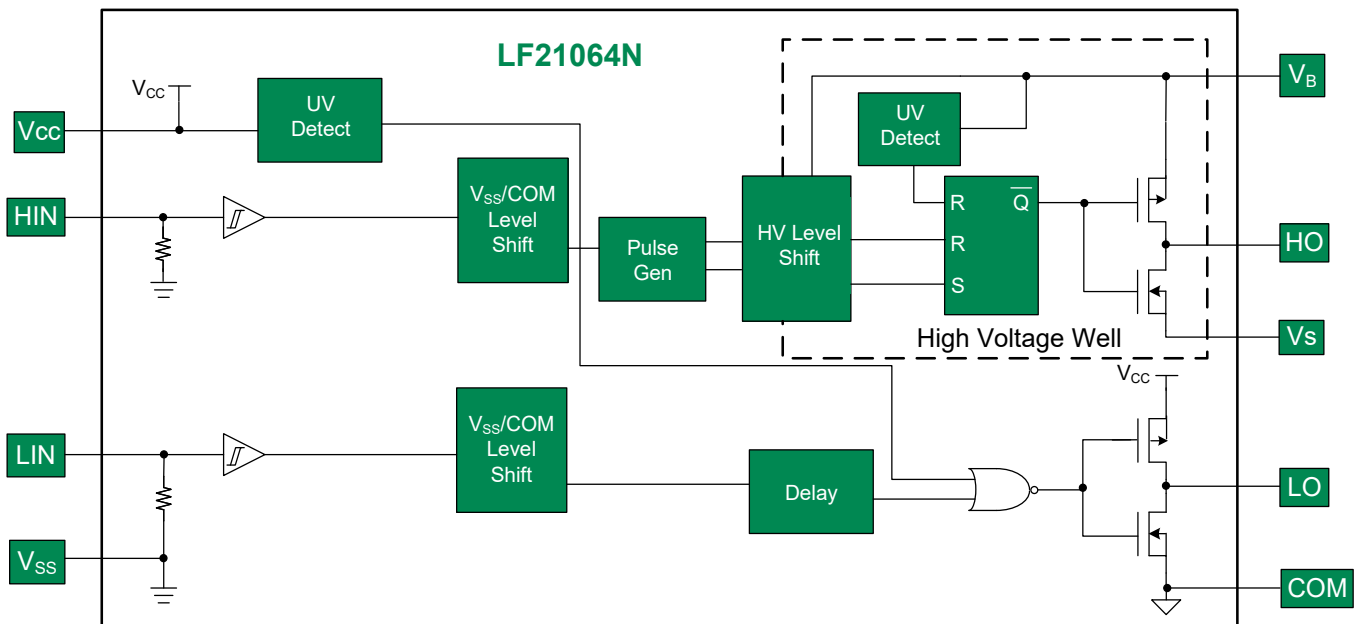 LF21064N
VCC
UV
Detect
VB
Vcc
UV
Detect
HIN
VSS/COM
Level
Shift
Pulse
Gen
HV Level
Shift
R
Q̅
R
S
HO
High Voltage Well
Vs
VCC
LIN
VSS/COM
Level
Shift
Delay
LO
VSS
COM